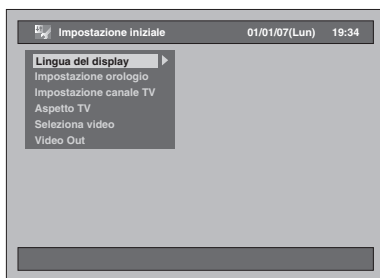 Impostazione iniziale 01/01/07(Lun) 19:34
Lingua del display
Impostazione orologio
Impostazione canale TV
Aspetto TV
Seleziona video
Video Out